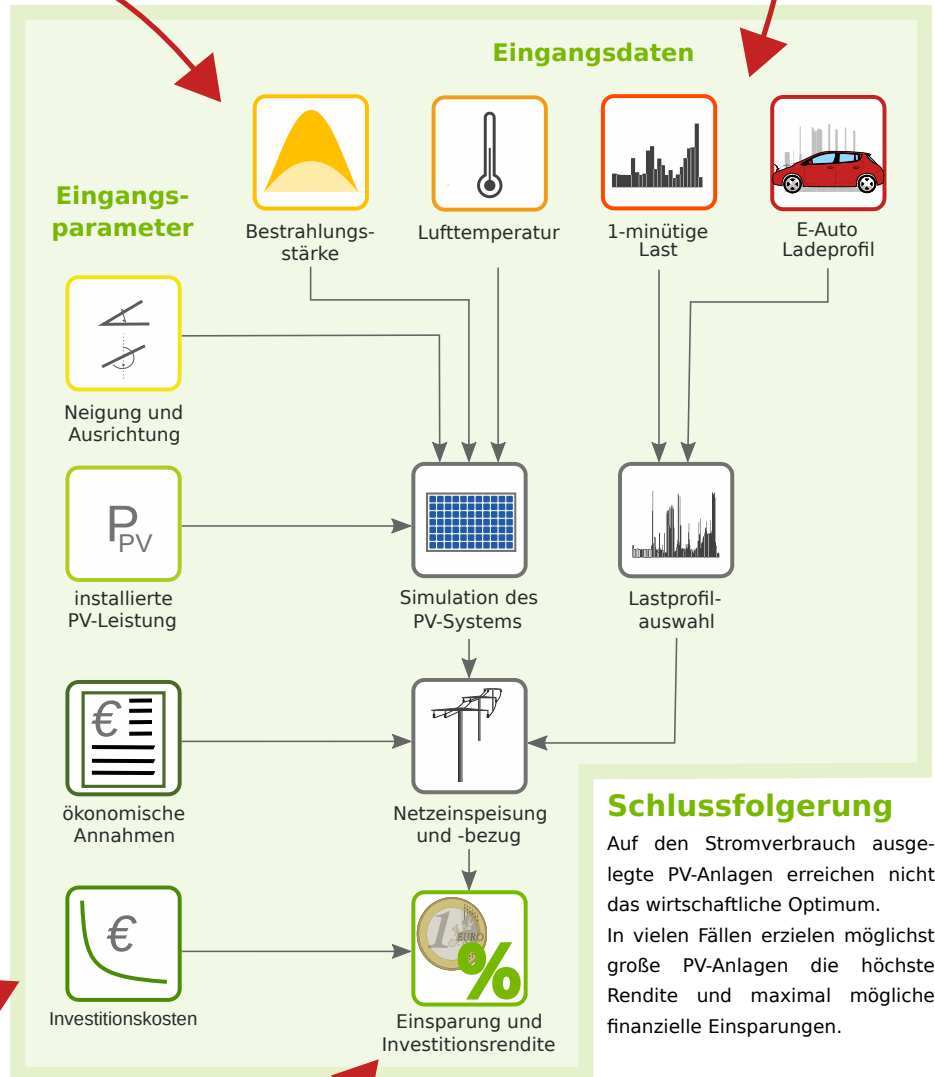 Eingangsdaten
Eingangs-
parameter
Bestrahlungs-
stärke
Lufttemperatur
1-minütige
Last
E-Auto
Ladeprofil
Neigung und
Ausrichtung
PPV
installierte
PV-Leistung
Simulation des
PV-Systems
Lastprofil-
auswahl
€
ökonomische
Annahmen
Netzeinspeisung
und -bezug
€
Investitionskosten
1
EURO
%
Einsparung und
Investitionsrendite
Schlussfolgerung
Auf den Stromverbrauch ausge-
legte PV-Anlagen erreichen nicht
das wirtschaftliche Optimum.
In vielen Fällen erzielen möglichst
große PV-Anlagen die höchste
Rendite und maximal mögliche
finanzielle Einsparungen.